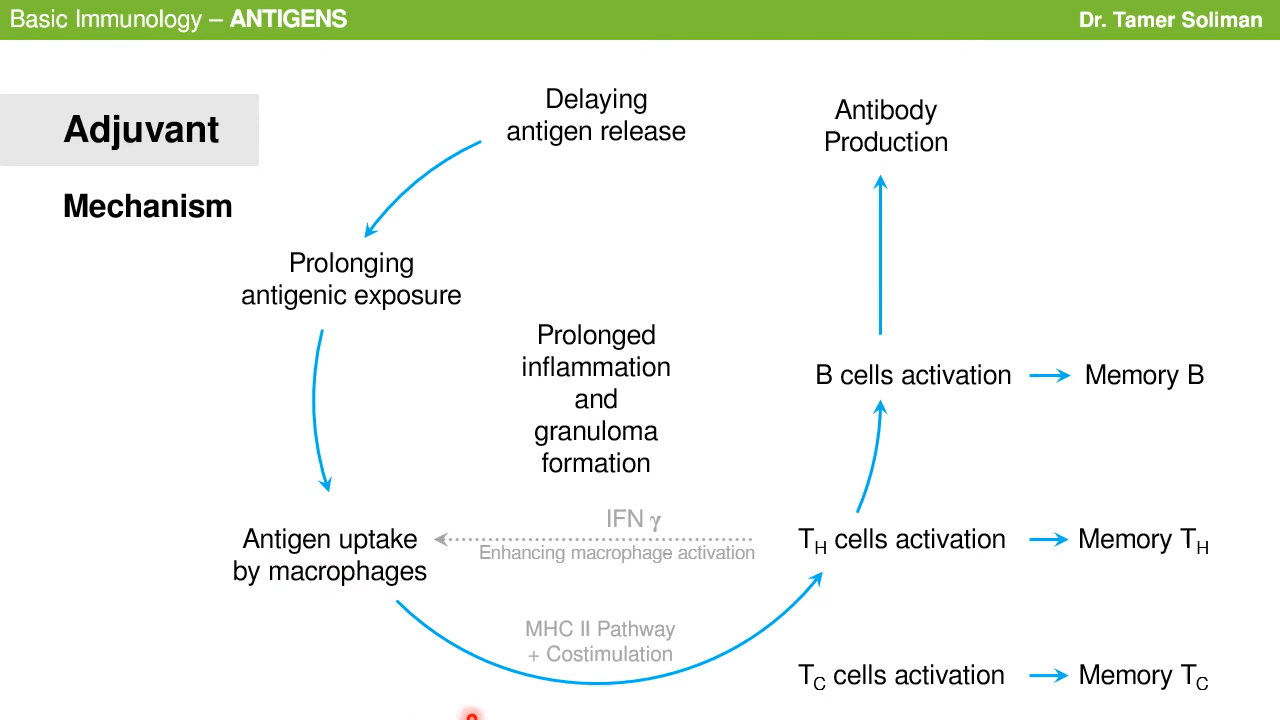 Basic Immunology – ANTIGENS
Dr. Tamer Soliman
Adjuvant
Mechanism
Delaying
antigen release
Prolonging
antigenic exposure
Antigen uptake
by macrophages
Prolonged
inflammation
and
granuloma
formation
IFN γ
Enhancing macrophage activation
MHC II Pathway
+ Costimulation
Antibody
Production
B cells activation
Memory B
TH cells activation
Memory TH
TC cells activation
Memory TC